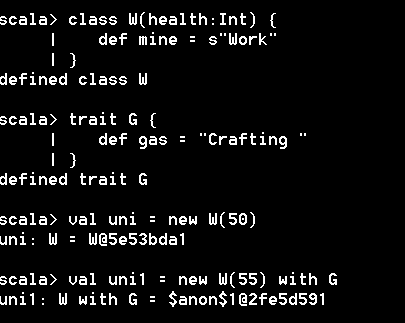 scala> class W(health:Int) {
     |    def mine = s"Work"
     | }
defined class W
scala> trait G {
     |    def gas = "Crafting "
     | }
defined trait G
scala> val uni = new W(50)
uni: W = W@5e53bda1
scala> val uni1 = new W(55) with G
uni1: W with G = $anon$1@2fe5d591